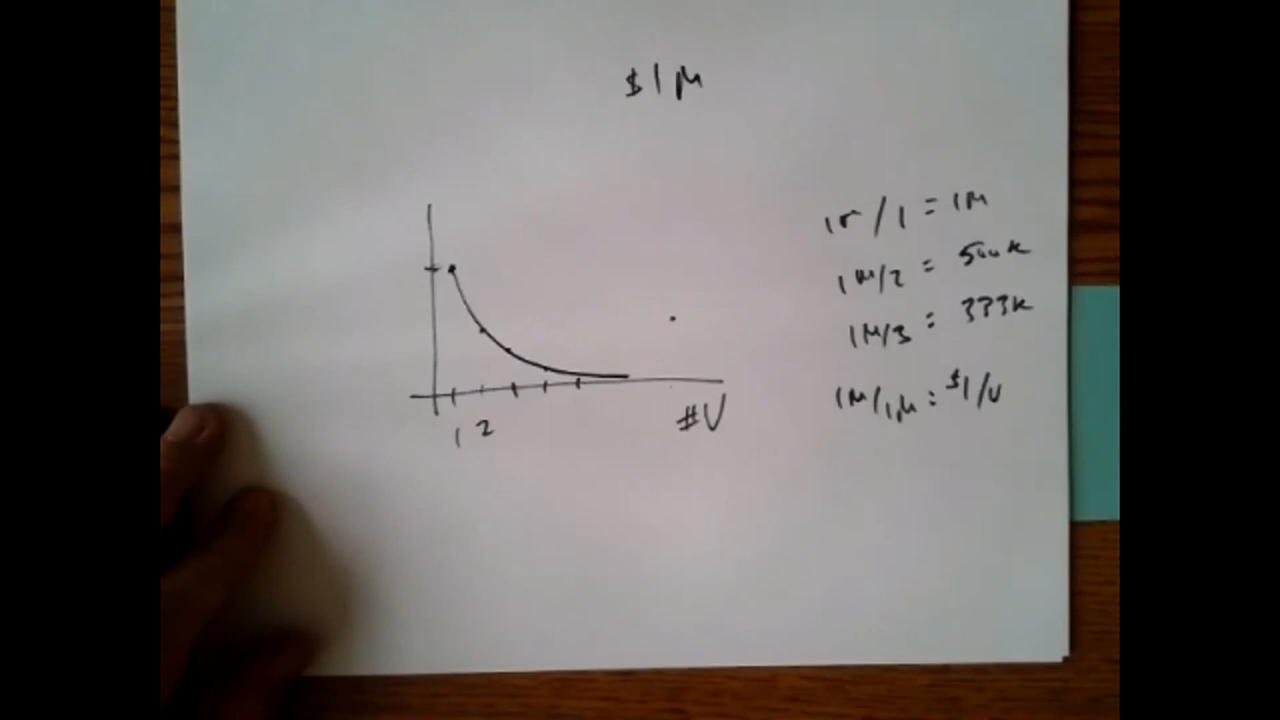 $1M
1M/1 = 1M
1M/2 = 500K
1M/3 = 333K
1M/1M = $1/U
1 2
#V